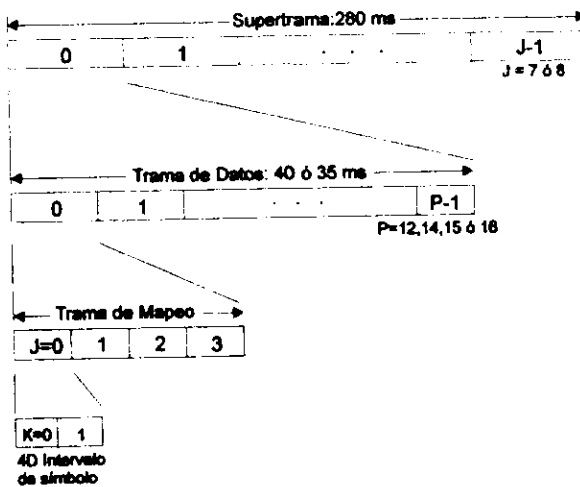 Supertrama:280 ms
0 1 . . . J-1
J = 7 ó 8
Trama de Datos: 40 ó 35 ms
0 1 . . . P-1
P=12,14,15 ó 18
Trama de Mapeo
J=0 1 2 3
K=0 1
4D Intervalo
de símbolo